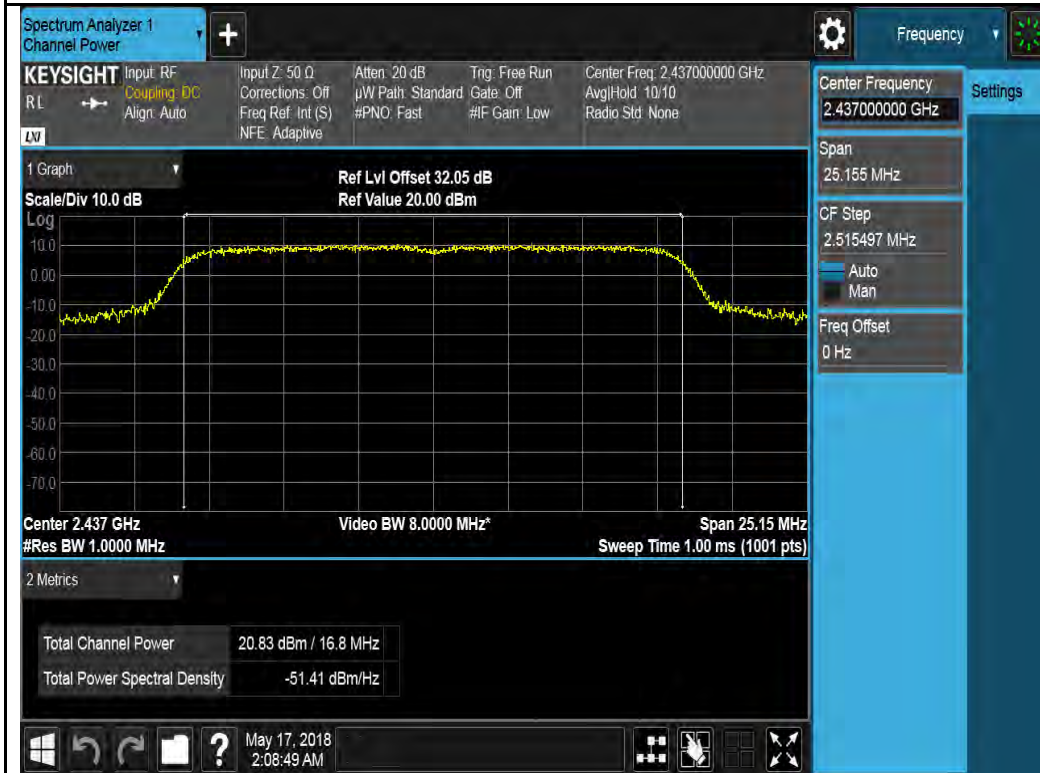 Spectrum Analyzer 1
Channel Power
+
Frequency
KEYSIGHT
RL
LXI
Input: RF
Coupling: DC
Align: Auto
Input Z: 50 Ω
Corrections: Off
Freq Ref: Int (S)
NFE: Adaptive
Atten: 20 dB
µW Path: Standard
#PNO: Fast
Trig: Free Run
Gate: Off
#IF Gain: Low
Center Freq: 2.437000000 GHz
Avg|Hold: 10/10
Radio Std: None
Center Frequency
2.437000000 GHz
Settings
Span
25.155 MHz
CF Step
2.515497 MHz
Auto
Man
Freq Offset
0 Hz
1 Graph
Scale/Div 10.0 dB
Ref Lvl Offset 32.05 dB
Ref Value 20.00 dBm
Log
10.0
0.00
-10.0
-20.0
-30.0
-40.0
-50.0
-60.0
-70.0
Center 2.437 GHz
#Res BW 1.0000 MHz
Video BW 8.0000 MHz*
Span 25.15 MHz
Sweep Time 1.00 ms (1001 pts)
2 Metrics
Total Channel Power 20.83 dBm / 16.8 MHz
Total Power Spectral Density -51.41 dBm/Hz
?
May 17, 2018
2:08:49 AM